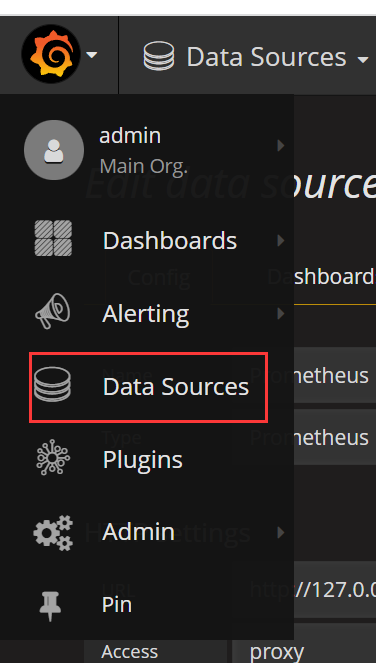 Data Sources
admin
Main Org.
Edit data source
Dashboards
Config
Dashboard
Alerting
Data Sources
Name
Prometheus
Type
Prometheus
Plugins
Admin
Http settings
URL
http://127.0.0
Pin
Access
proxy